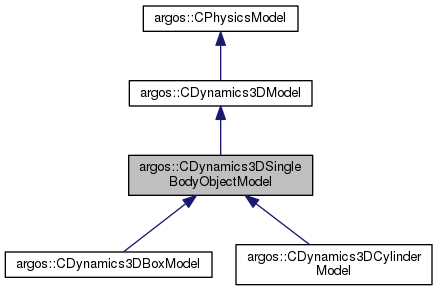 argos::CPhysicsModel
argos::CDynamics3DModel
argos::CDynamics3DSingle
BodyObjectModel
argos::CDynamics3DBoxModel
argos::CDynamics3DCylinder
Model